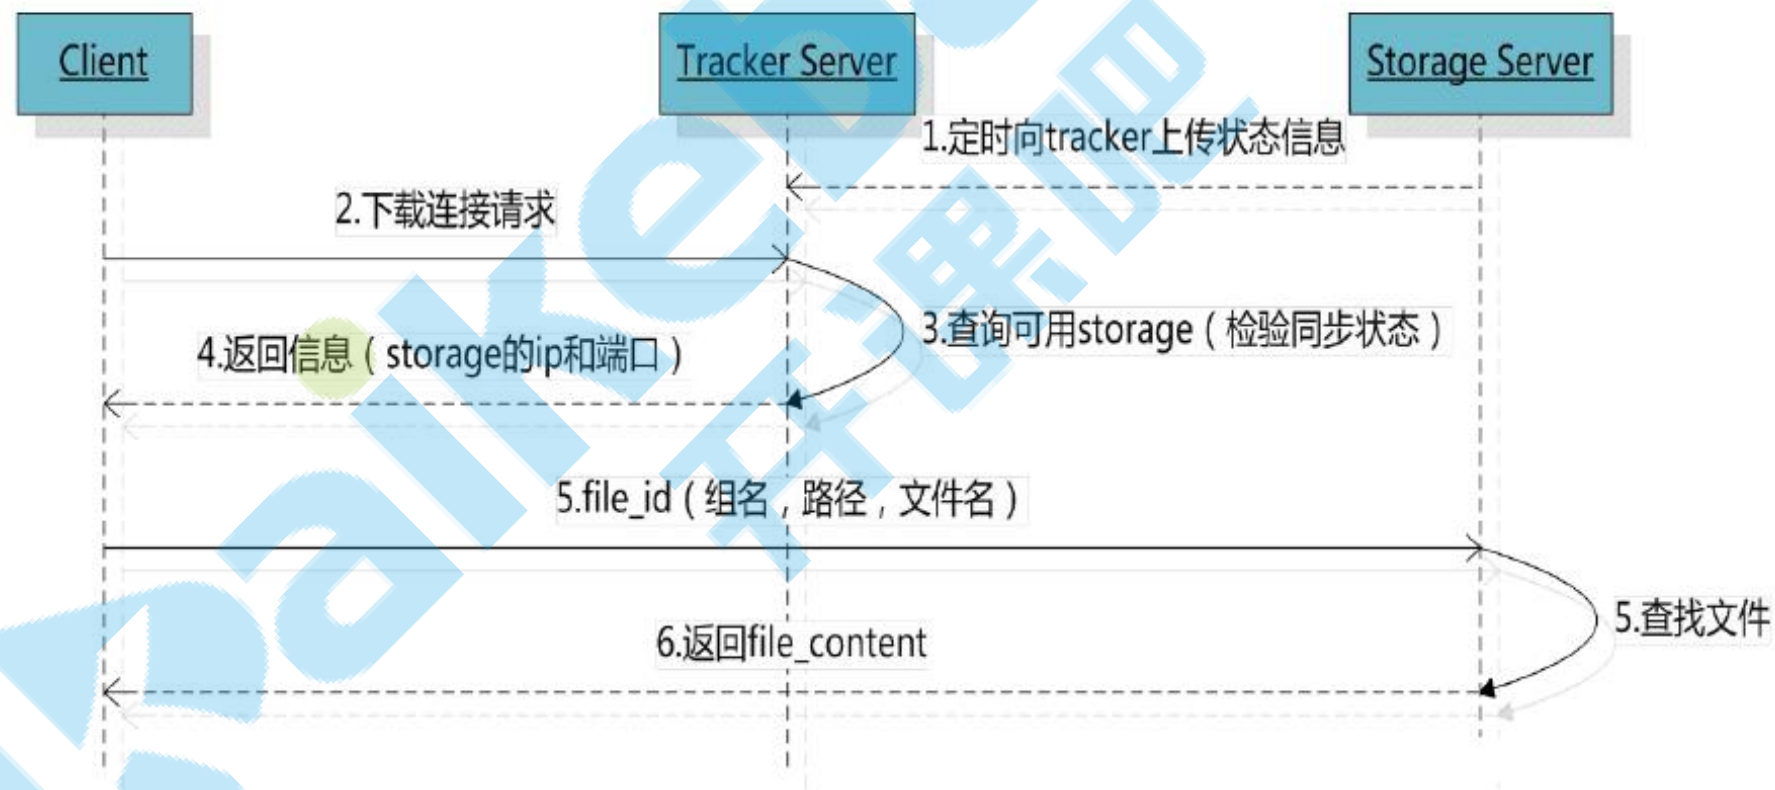 Client
Tracker Server
Storage Server
1.定时向tracker上传状态信息
2.下载连接请求
3.查询可用storage（检验同步状态）
4.返回信息（storage的ip和端口）
5.file_id（组名，路径，文件名）
5.查找文件
6.返回file_content
kaikeba
开课吧